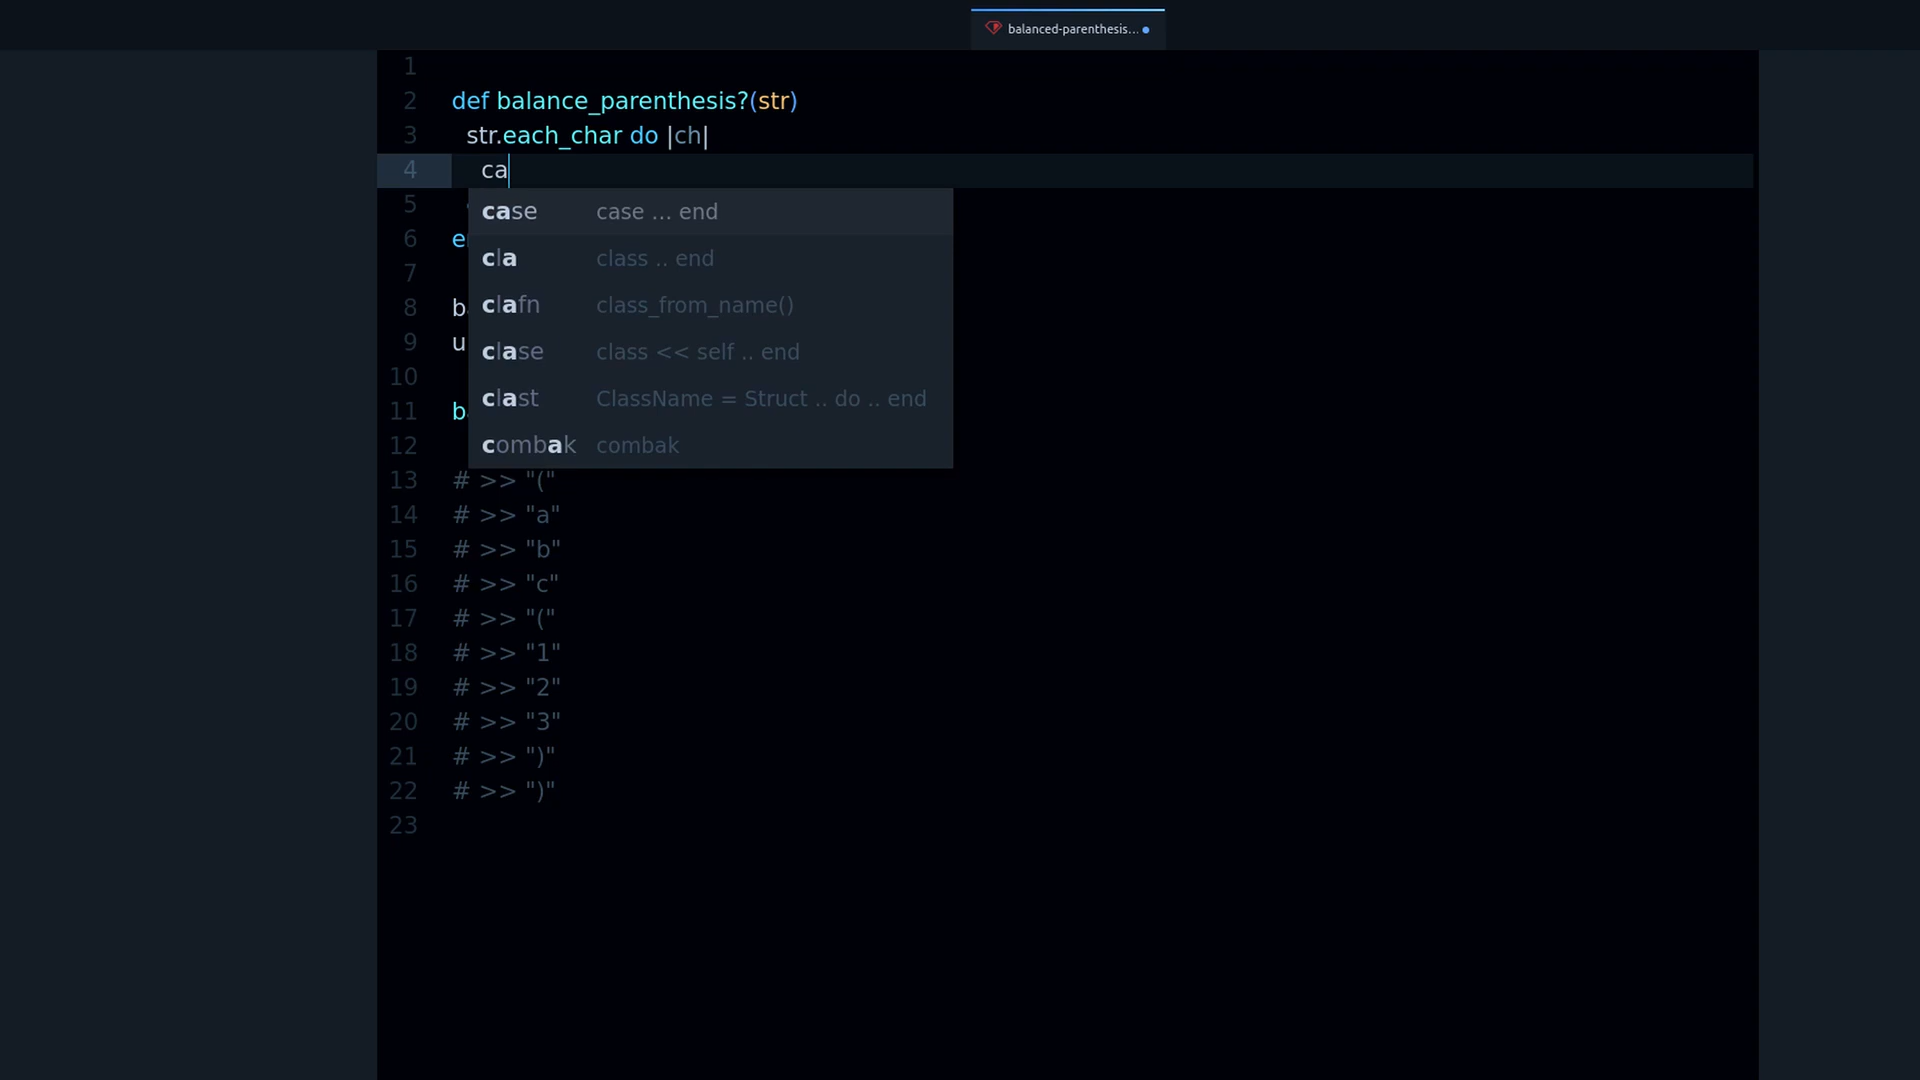 balanced-parenthesis...
1
2 def balance_parenthesis?(str)
3 str.each_char do |ch|
4 ca
5
6 e
7
8 b
9 u
10
11 b
12
case case ... end
cla class .. end
clafn class_from_name()
clase class << self .. end
clast ClassName = Struct .. do .. end
combak combak
13 # >> "("
14 # >> "a"
15 # >> "b"
16 # >> "c"
17 # >> "("
18 # >> "1"
19 # >> "2"
20 # >> "3"
21 # >> ")"
22 # >> ")"
23